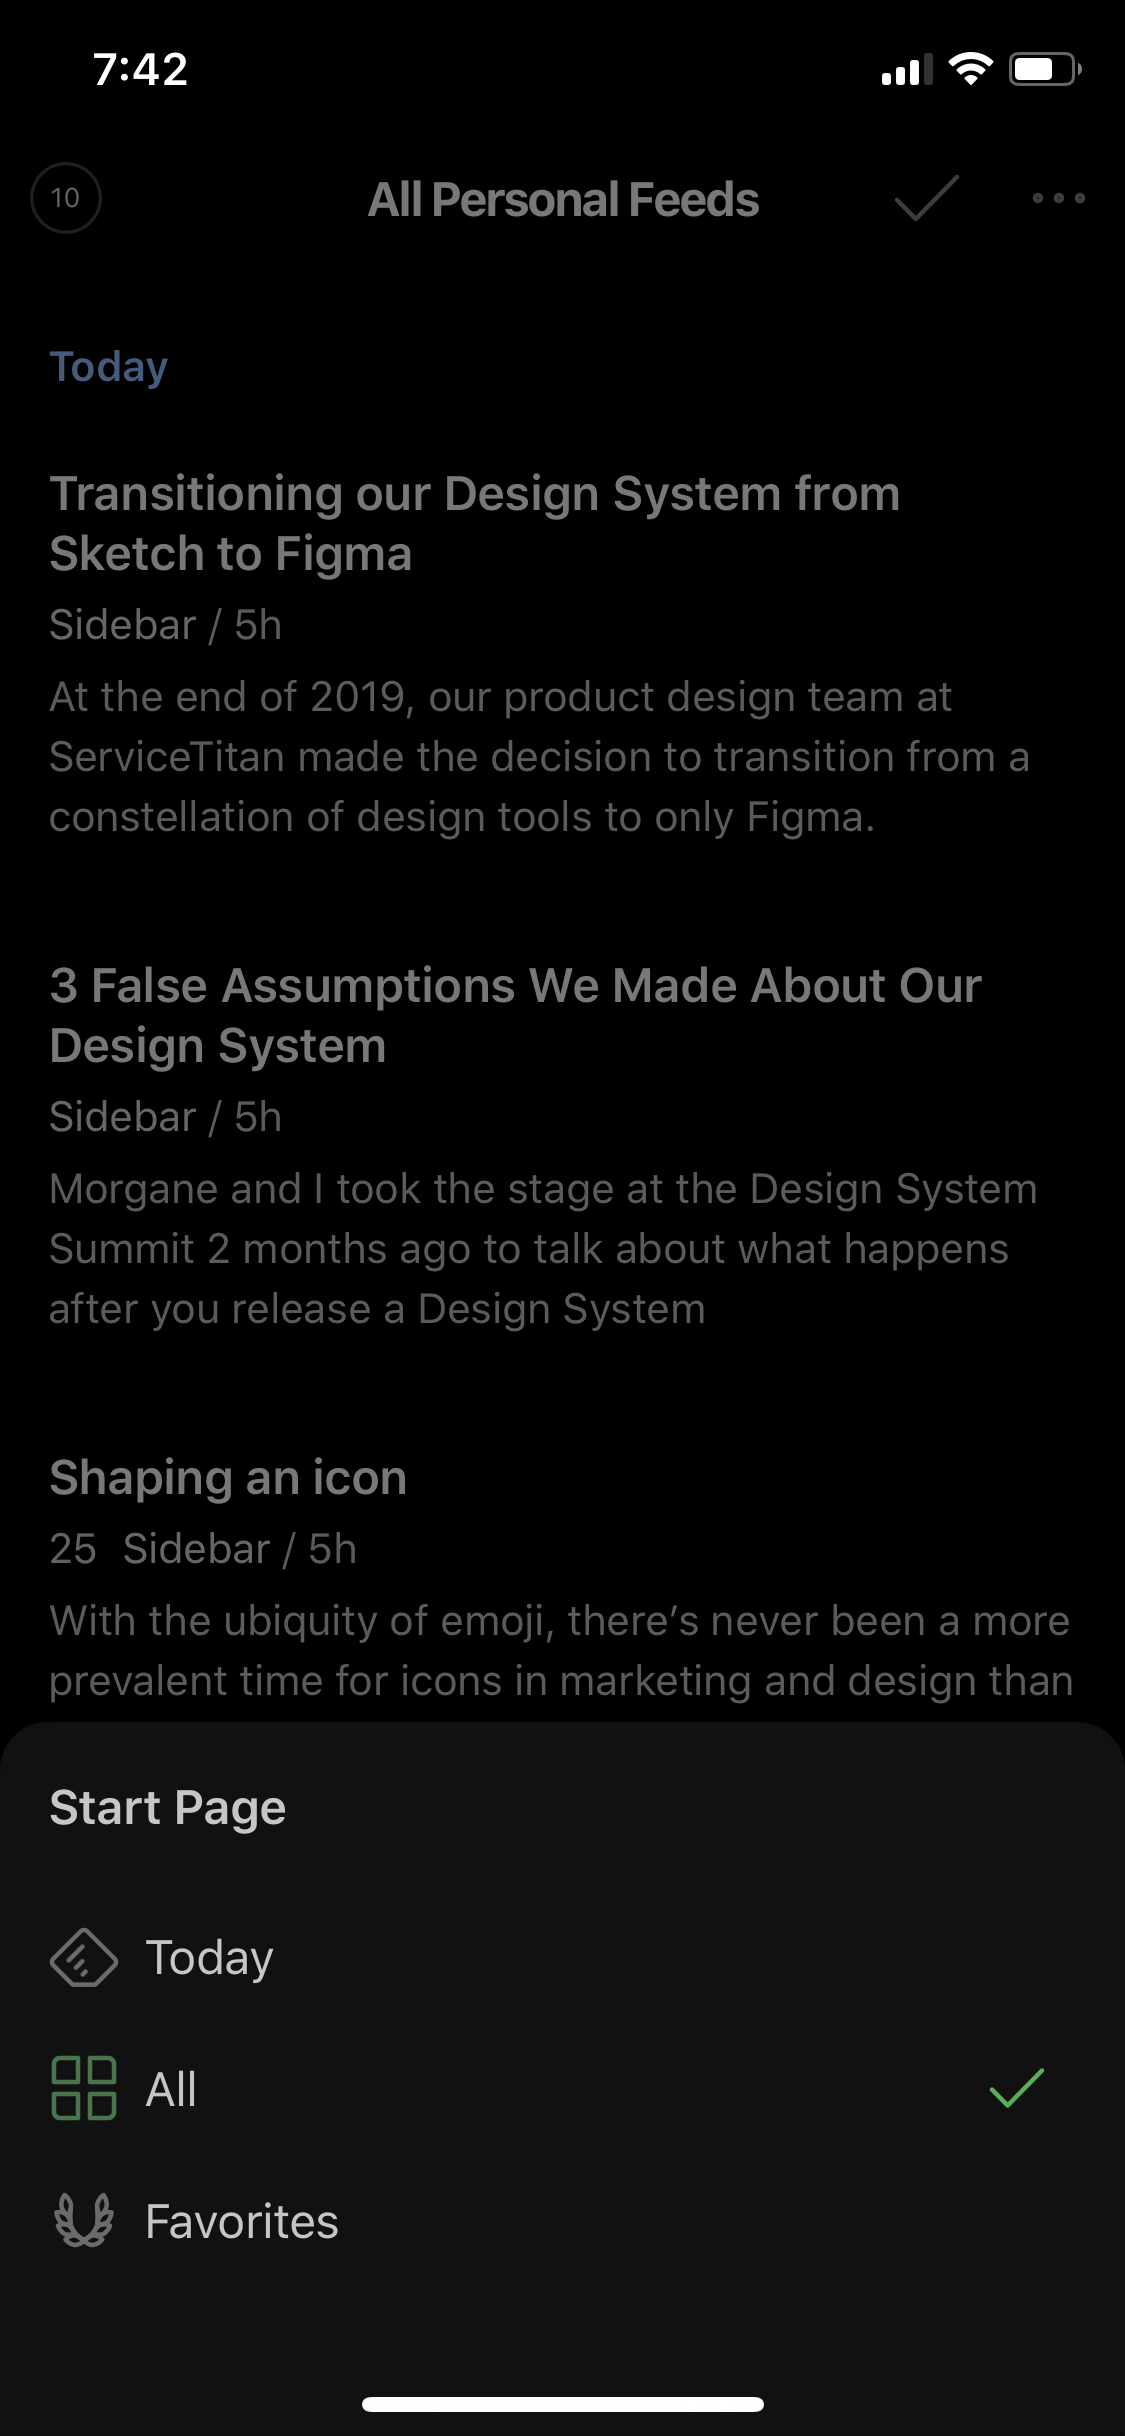 7:42
10
All Personal Feeds
Today
Transitioning our Design System from
Sketch to Figma
Sidebar / 5h
At the end of 2019, our product design team at
ServiceTitan made the decision to transition from a
constellation of design tools to only Figma.
3 False Assumptions We Made About Our
Design System
Sidebar / 5h
Morgane and I took the stage at the Design System
Summit 2 months ago to talk about what happens
after you release a Design System
Shaping an icon
25 Sidebar / 5h
With the ubiquity of emoji, there’s never been a more
prevalent time for icons in marketing and design than
Start Page
Today
All
Favorites